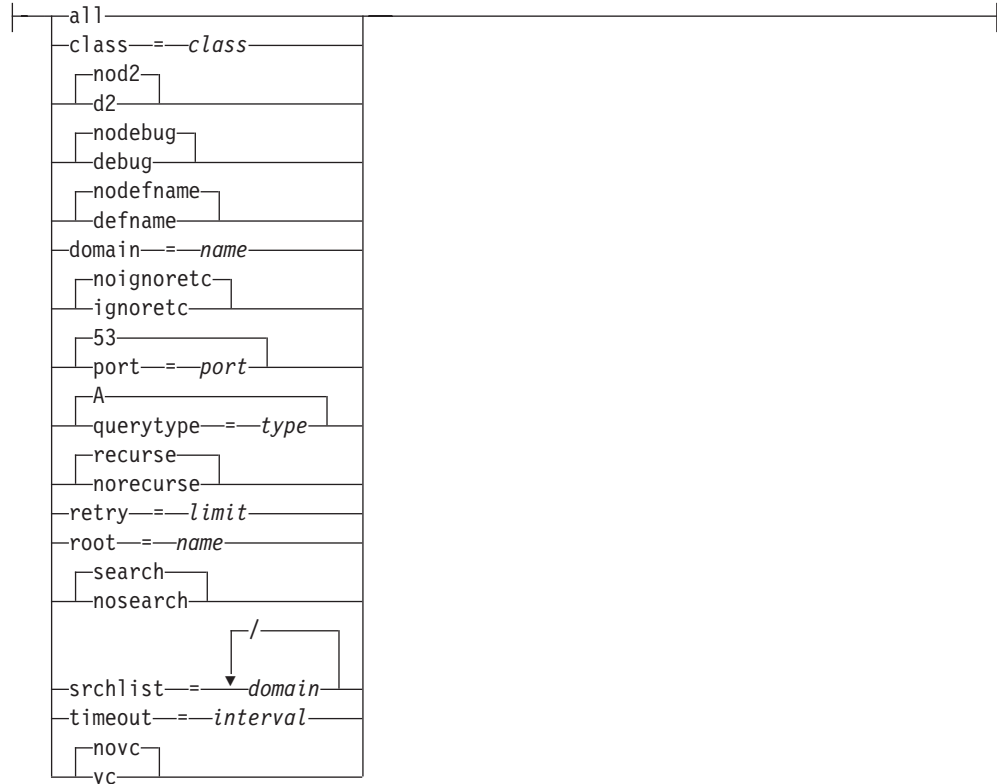 all
class = class
nod2
d2
nodebug
debug
nodefname
defname
domain = name
noignoretc
ignoretc
53
port = port
A
querytype = type
recurse
norecurse
retry = limit
root = name
search
nosearch
/
srchlist = domain
timeout = interval
novc
vc